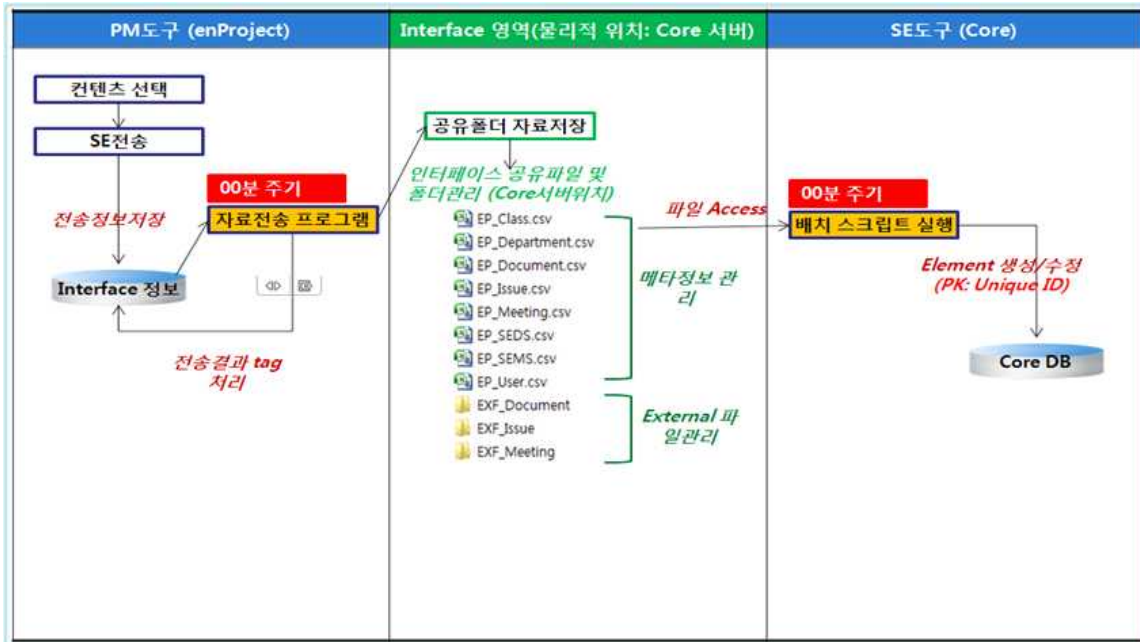 PM도구 (enProject)
Interface 영역(물리적 위치: Core 서버)
SE도구 (Core)
컨텐츠 선택
SE전송
전송정보저장
00분 주기
자료전송 프로그램
Interface 정보
전송결과 tag
처리
공유폴더 자료저장
인터페이스 공유파일 및
폴더관리 (Core서버위치)
EP_Class.csv
EP_Department.csv
EP_Document.csv
EP_Issue.csv
EP_Meeting.csv
EP_SEDS.csv
EP_SEMS.csv
EP_User.csv
EXF_Document
EXF_Issue
EXF_Meeting
메타정보 관
리
External 파
일관리
파일 Access
00분 주기
배치 스크립트 실행
Element 생성/수정
(PK: Unique ID)
Core DB